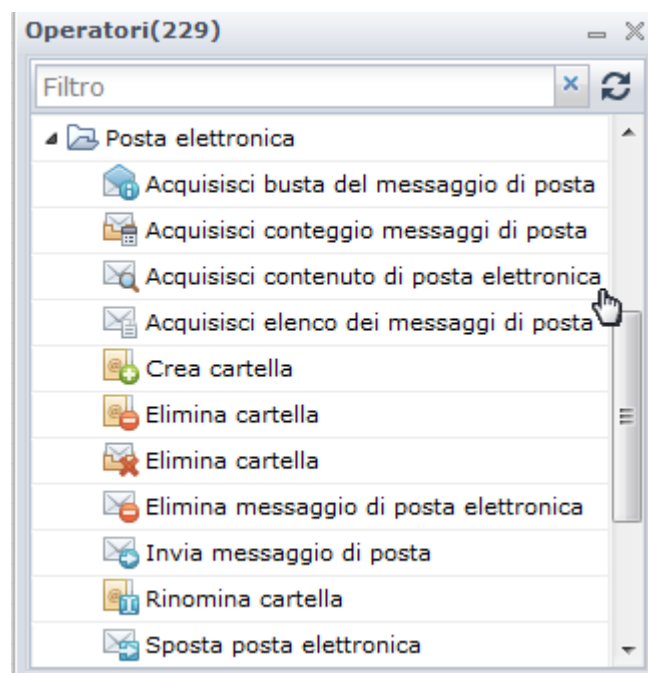 Operatori(229)
Filtro
Posta elettronica
Acquisisci busta del messaggio di posta
Acquisisci conteggio messaggi di posta
Acquisisci contenuto di posta elettronica
Acquisisci elenco dei messaggi di posta
Crea cartella
Elimina cartella
Elimina cartella
Elimina messaggio di posta elettronica
Invia messaggio di posta
Rinomina cartella
Sposta posta elettronica